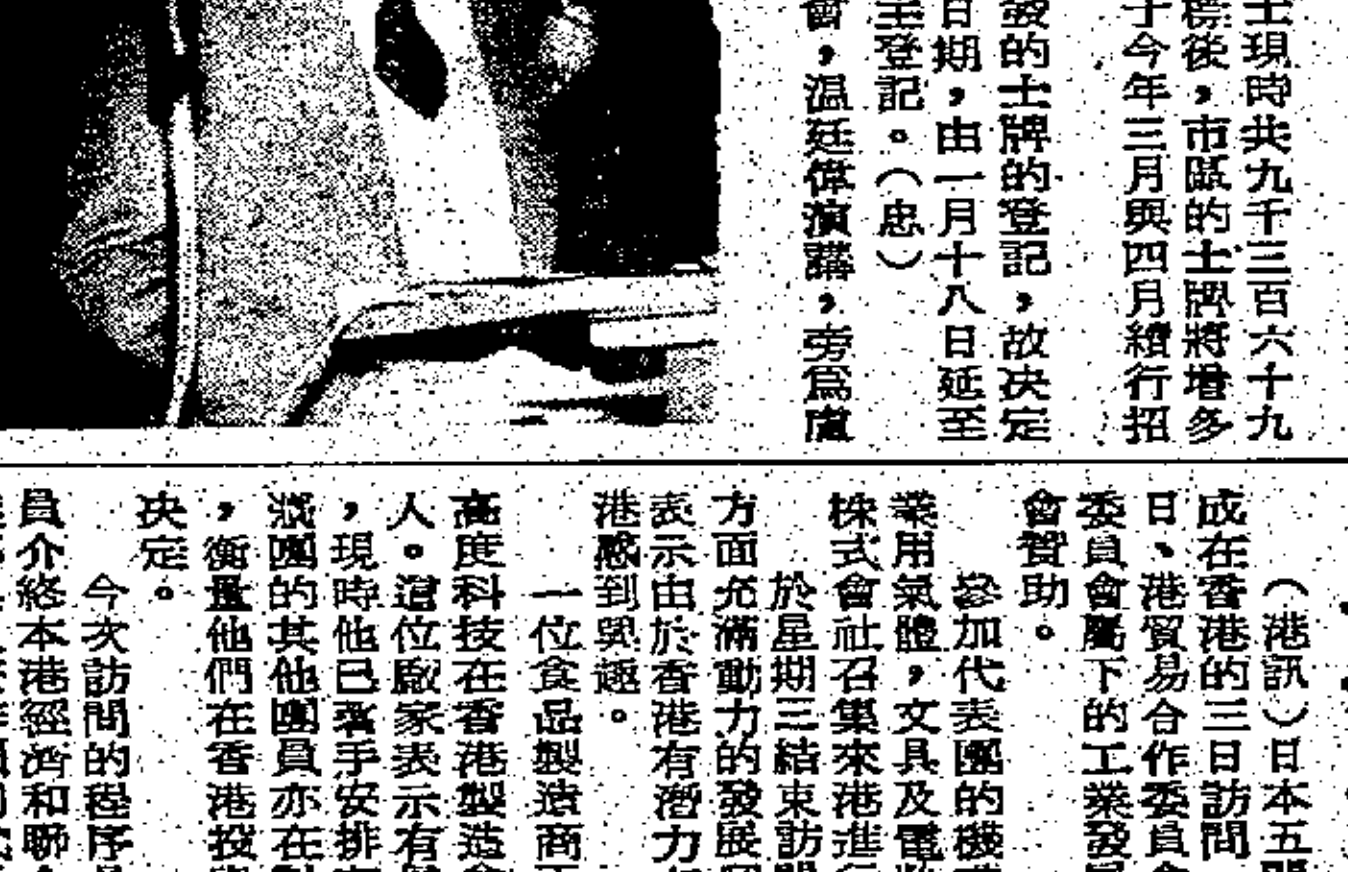 士現時共九千三百六十九
標後，市區的士牌將增多
于今年三月與四月續行招
發的士牌的登記，故决定
日期，由一月十八日延至
主登記。（忠）
會，溫廷偉演講，旁爲盧
（港訊）日本五間
成在香港的三日訪問
日、港貿易合作委員會
委員會屬下的工業發展
會贊助。
參加代表團的機
業用氣體，文具及電
株式會社召集來港進行
於星期三結束訪問
方面充滿動力的發展
表示由於香港有潛力
港感到興趣。
一位食品製造商
高度科技在香港製造
人。這位廠家表示有
，現時他已着手安排
團的其他團員亦在
，衡量他們在香港投
決定。
今次訪問的程序
員介終本港經濟和聯